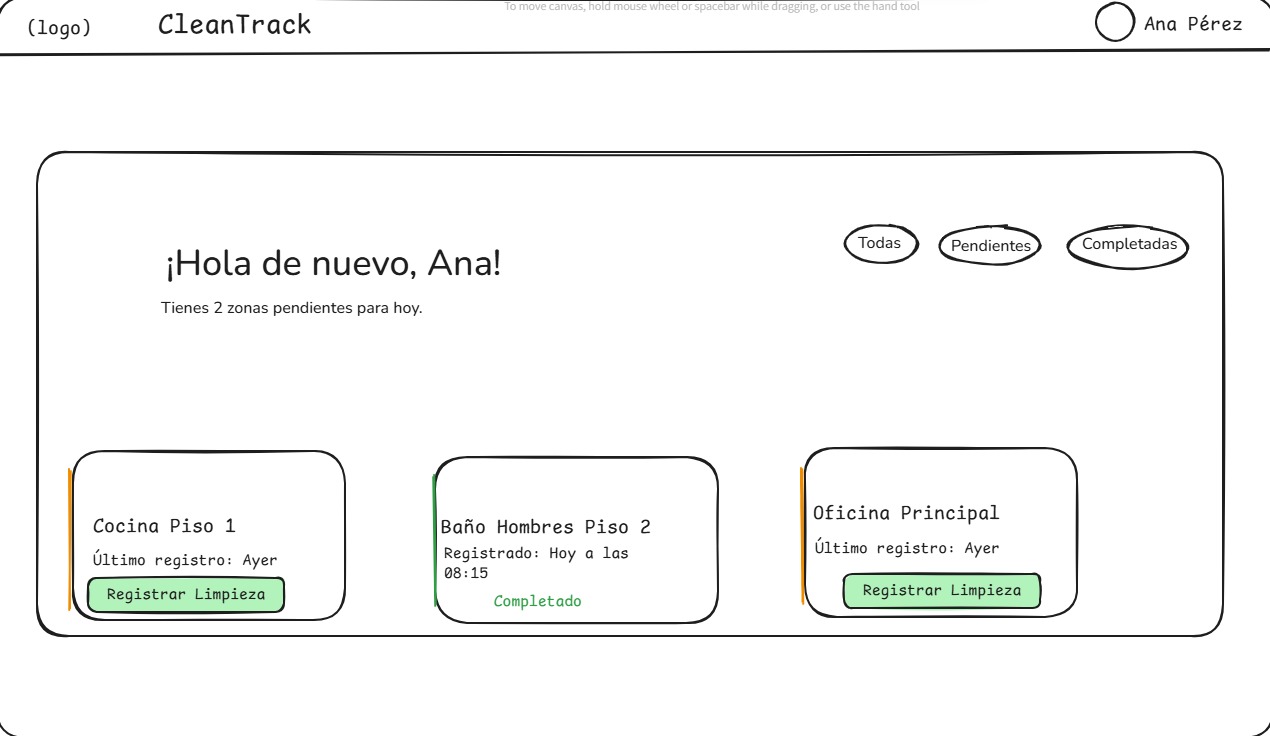 To move canvas, hold mouse wheel or spacebar while dragging, or use the hand tool
(logo)
CleanTrack
Ana Pérez
Todas
Pendientes
Completadas
¡Hola de nuevo, Ana!
Tienes 2 zonas pendientes para hoy.
Cocina Piso 1
Último registro: Ayer
Registrar Limpieza
Baño Hombres Piso 2
Registrado: Hoy a las
08:15
Completado
Oficina Principal
Último registro: Ayer
Registrar Limpieza